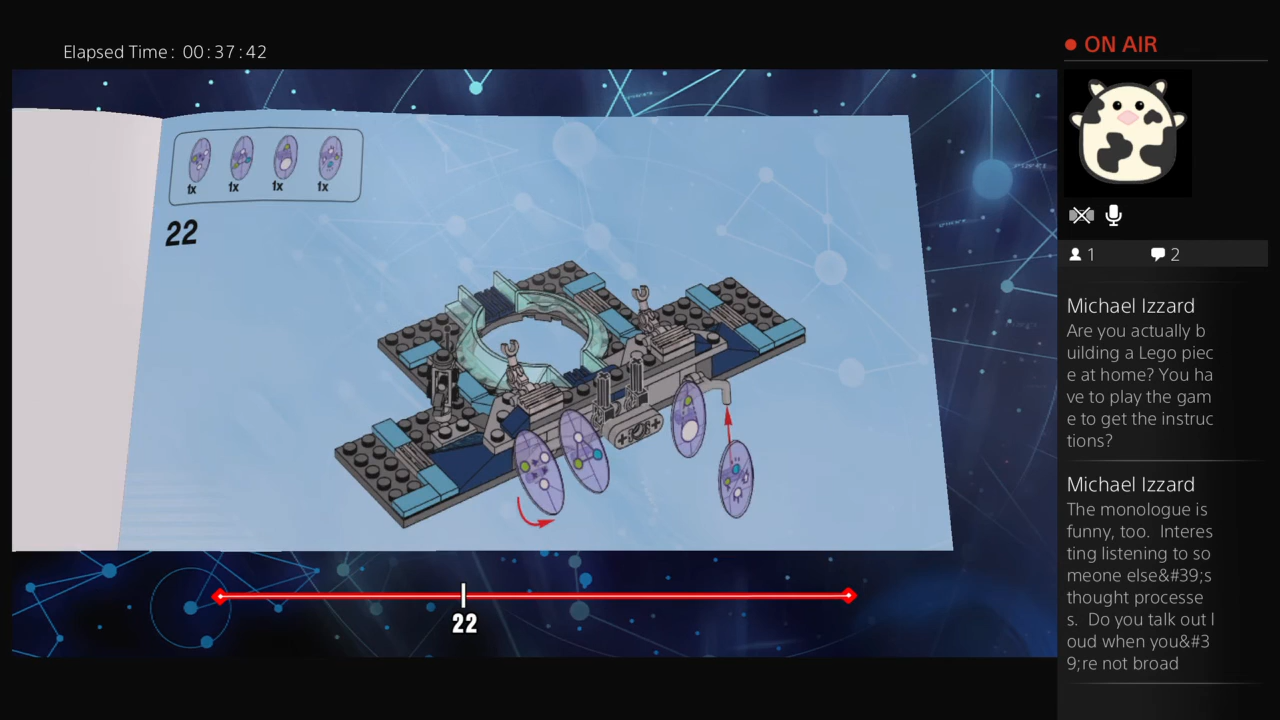 Elapsed Time: 00:37:42
ON AIR
1x 1x 1x 1x
22
1 2
Michael Izzard
Are you actually b
uilding a Lego piec
e at home? You ha
ve to play the gam
e to get the instruc
tions?
Michael Izzard
The monologue is
funny, too. Interes
ting listening to so
meone else&#39;s
thought processe
s. Do you talk out l
oud when you&#3
9;re not broad
22